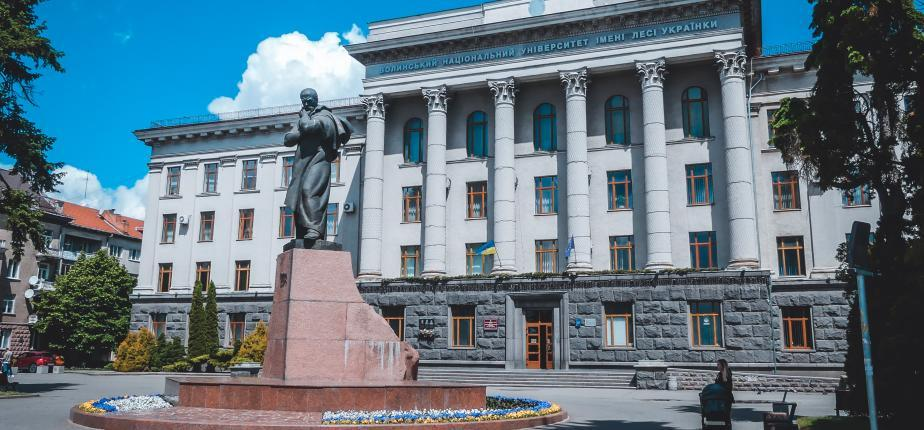 ВОЛИНСЬКИЙ НАЦІОНАЛЬНИЙ УНІВЕРСИТЕТ ІМЕНІ ЛЕСІ УКРАЇНКИ